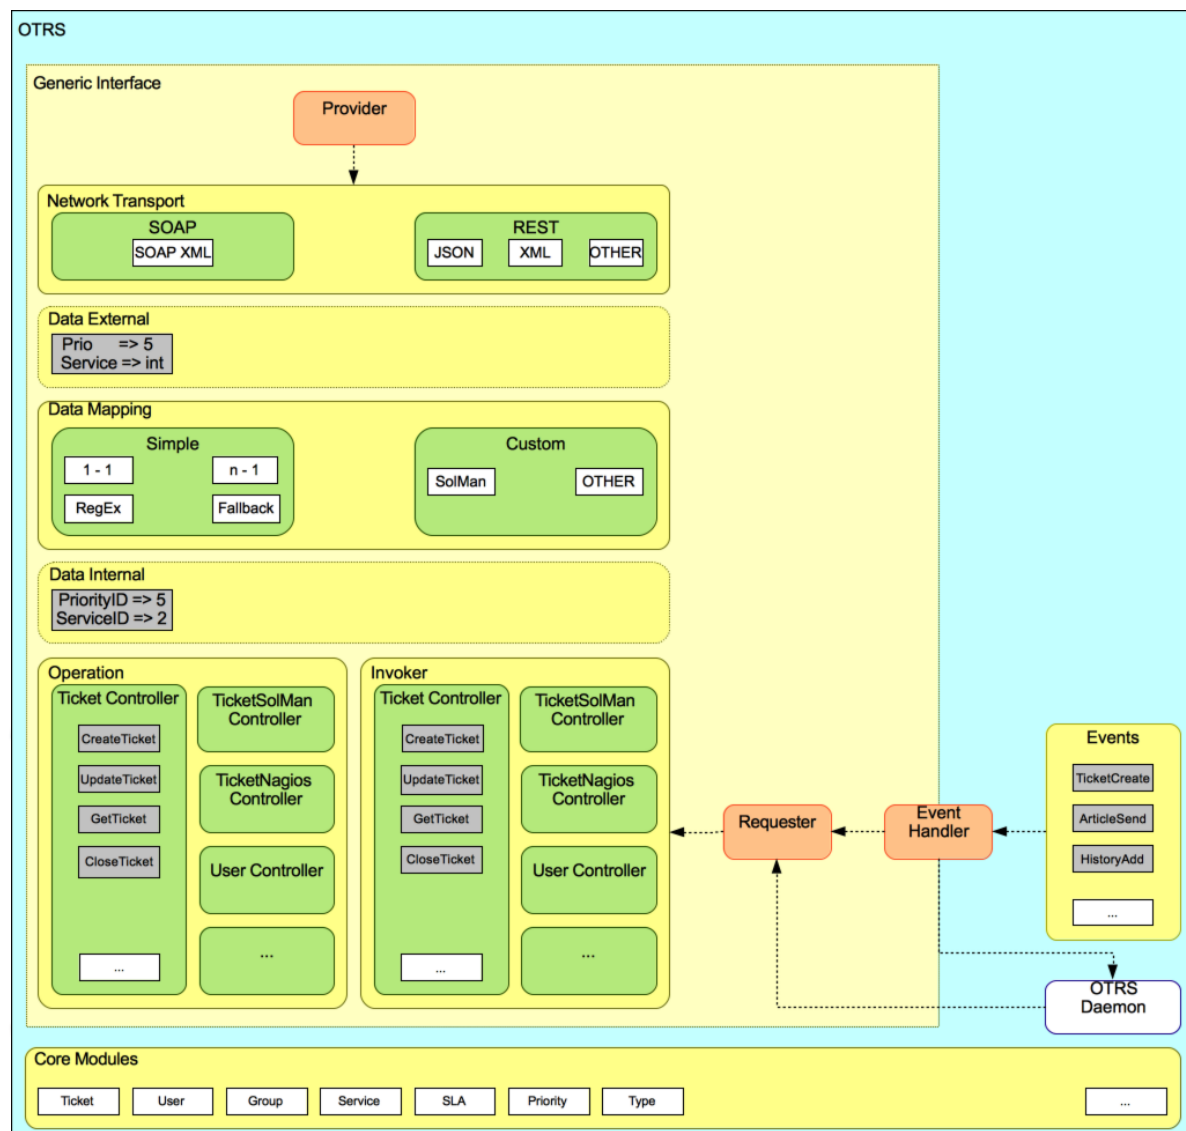 OTRS
Generic Interface
Provider
Network Transport
SOAP
SOAP XML
REST
JSON
XML
OTHER
Data External
Prio => 5
Service => int
Data Mapping
Simple
1 - 1
n - 1
RegEx
Fallback
Custom
SolMan
OTHER
Data Internal
PriorityID => 5
ServiceID => 2
Operation
Ticket Controller
CreateTicket
UpdateTicket
GetTicket
CloseTicket
...
TicketSolMan
Controller
TicketNagios
Controller
User Controller
...
Invoker
Ticket Controller
CreateTicket
UpdateTicket
GetTicket
CloseTicket
...
TicketSolMan
Controller
TicketNagios
Controller
User Controller
...
Requester
Event
Handler
Events
TicketCreate
ArticleSend
HistoryAdd
...
OTRS
Daemon
Core Modules
Ticket
User
Group
Service
SLA
Priority
Type
...